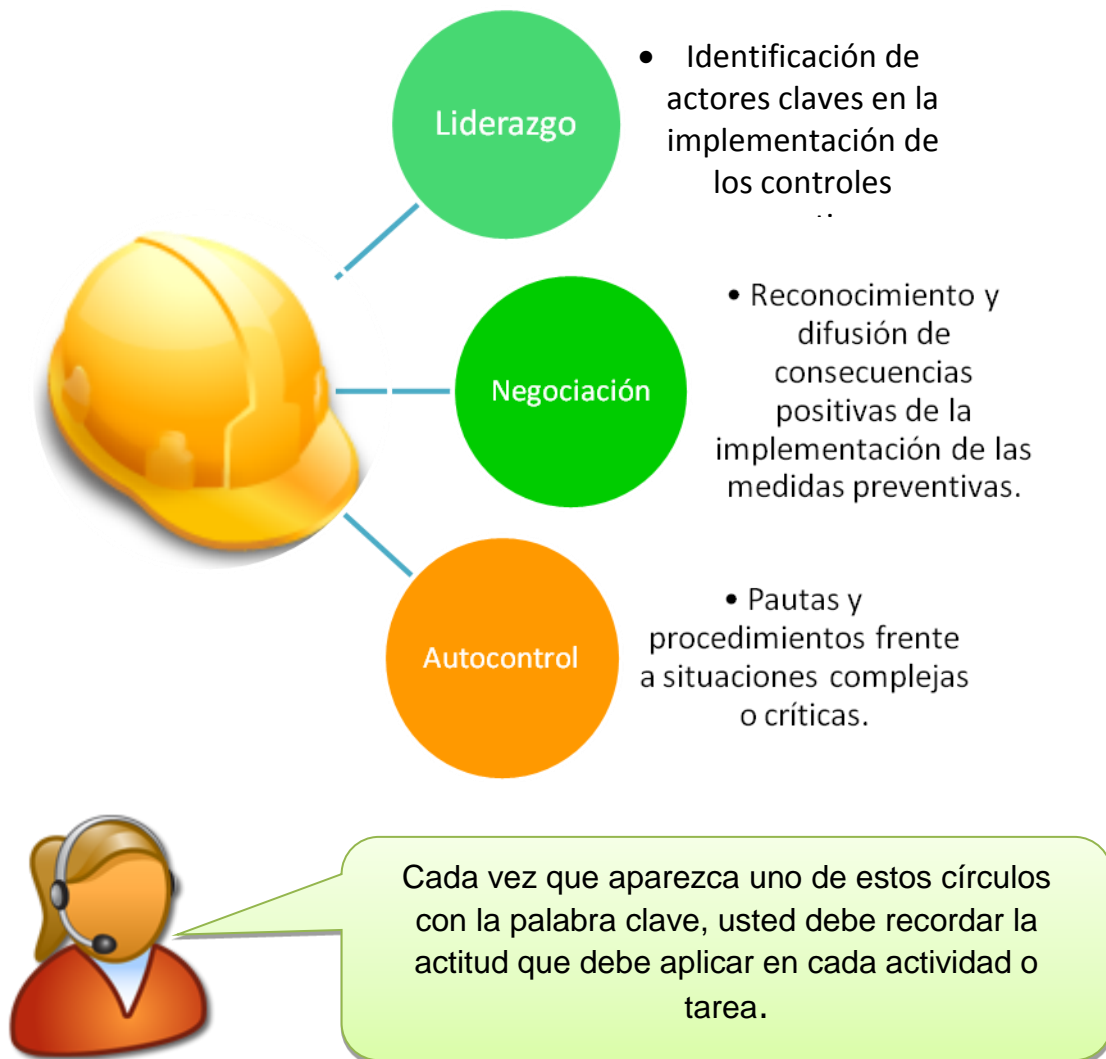 Liderazgo
• Identificación de
actores claves en la
implementación de
los controles
Negociación
• Reconocimiento y
difusión de
consecuencias
positivas de la
implementación de las
medidas preventivas.
Autocontrol
• Pautas y
procedimientos frente
a situaciones complejas
o críticas.
Cada vez que aparezca uno de estos círculos
con la palabra clave, usted debe recordar la
actitud que debe aplicar en cada actividad o
tarea.